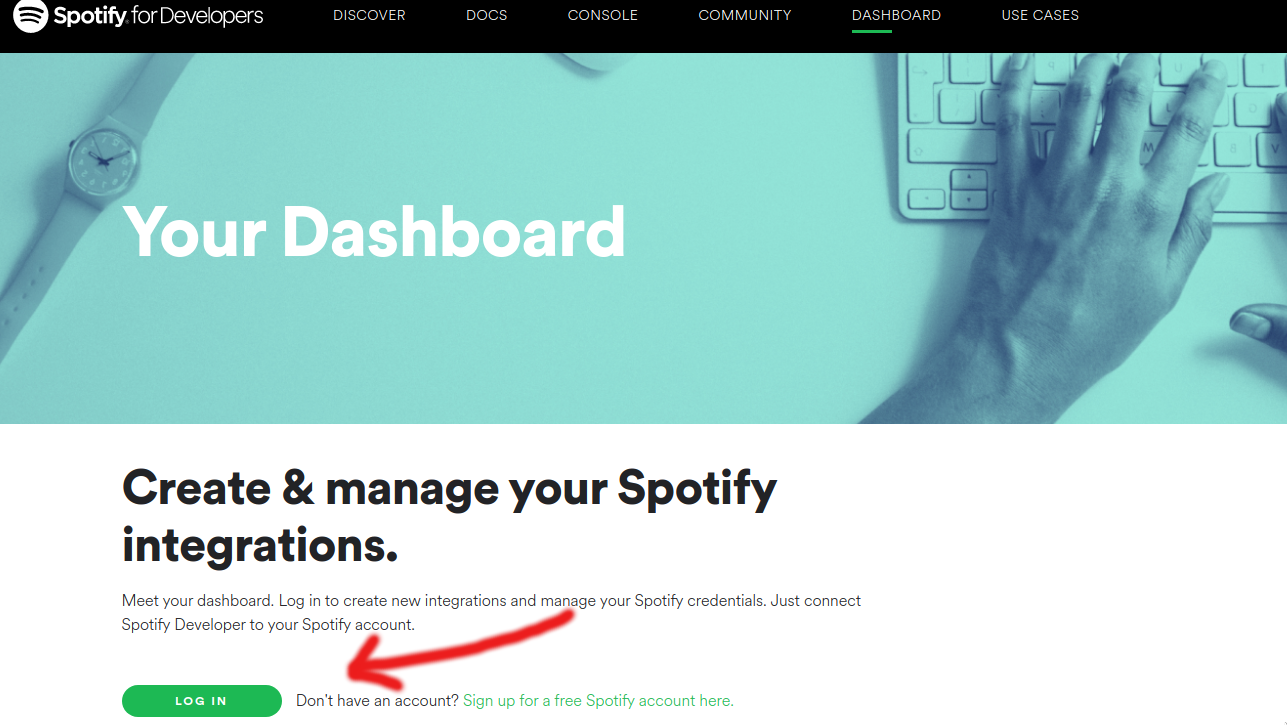 Spotify for Developers
DISCOVER
DOCS
CONSOLE
COMMUNITY
DASHBOARD
USE CASES
Your Dashboard
Create & manage your Spotify
integrations.
Meet your dashboard. Log in to create new integrations and manage your Spotify credentials. Just connect
Spotify Developer to your Spotify account.
LOG IN
Don't have an account? Sign up for a free Spotify account here.